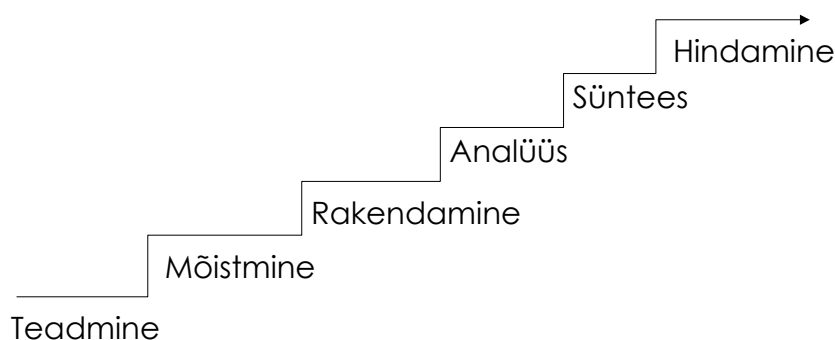 Hindamine
Süntees
Analüüs
Rakendamine
Mõistmine
Teadmine